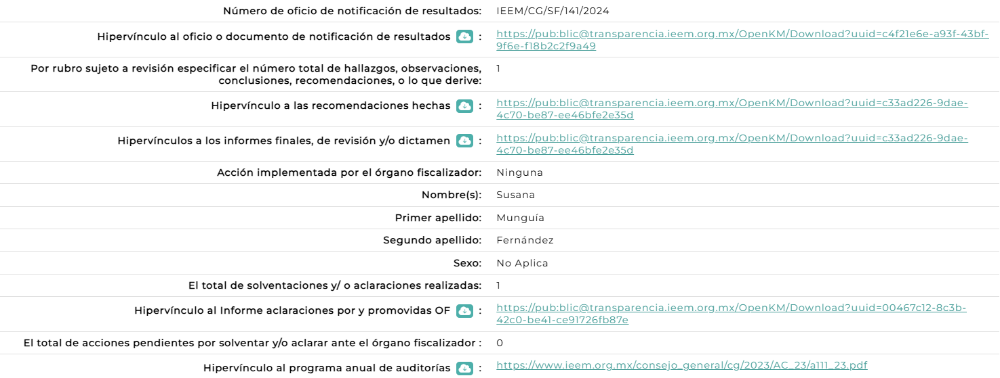 Número de oficio de notificación de resultados: IEEM/CG/SF/141/2024
Hipervínculo al oficio o documento de notificación de resultados : https://pub:blic@transparencia.ieem.org.mx/OpenKM/Download?uuid=c4f21e6e-a93f-43bf-
9f6e-f18b2c2f9a49
Por rubro sujeto a revisión especificar el número total de hallazgos, observaciones, 1
conclusiones, recomendaciones, o lo que derive:
Hipervínculo a las recomendaciones hechas : https://pub:blic@transparencia.ieem.org.mx/OpenKM/Download?uuid=c33ad226-9dae-
4c70-be87-ee46bfe2e35d
Hipervínculos a los informes finales, de revisión y/o dictamen : https://pub:blic@transparencia.ieem.org.mx/OpenKM/Download?uuid=c33ad226-9dae-
4c70-be87-ee46bfe2e35d
Acción implementada por el órgano fiscalizador: Ninguna
Nombre(s): Susana
Primer apellido: Munguía
Segundo apellido: Fernández
Sexo: No Aplica
El total de solventaciones y/ o aclaraciones realizadas: 1
Hipervínculo al Informe aclaraciones por y promovidas OF : https://pub:blic@transparencia.ieem.org.mx/OpenKM/Download?uuid=00467c12-8c3b-
42c0-be41-ce91726fb87e
El total de acciones pendientes por solventar y/o aclarar ante el órgano fiscalizador : 0
Hipervínculo al programa anual de auditorías : https://www.ieem.org.mx/consejo_general/cg/2023/AC_23/a111_23.pdf